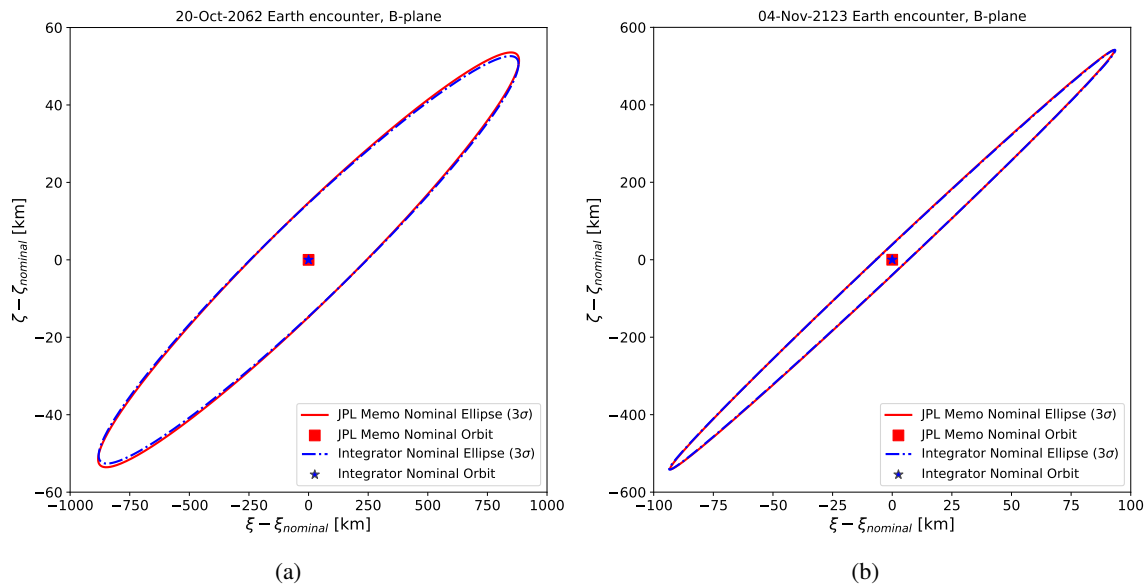 20-Oct-2062 Earth encounter, B-plane
60
40
20
0
−20
−40
−60
ζ − ζnominal [km]
−1000 −750 −500 −250 0 250 500 750 1000
ξ − ξnominal [km]
JPL Memo Nominal Ellipse (3σ)
JPL Memo Nominal Orbit
Integrator Nominal Ellipse (3σ)
Integrator Nominal Orbit
(a)
04-Nov-2123 Earth encounter, B-plane
600
400
200
0
−200
−400
−600
ζ − ζnominal [km]
−100 −75 −50 −25 0 25 50 75 100
ξ − ξnominal [km]
JPL Memo Nominal Ellipse (3σ)
JPL Memo Nominal Orbit
Integrator Nominal Ellipse (3σ)
Integrator Nominal Orbit
(b)